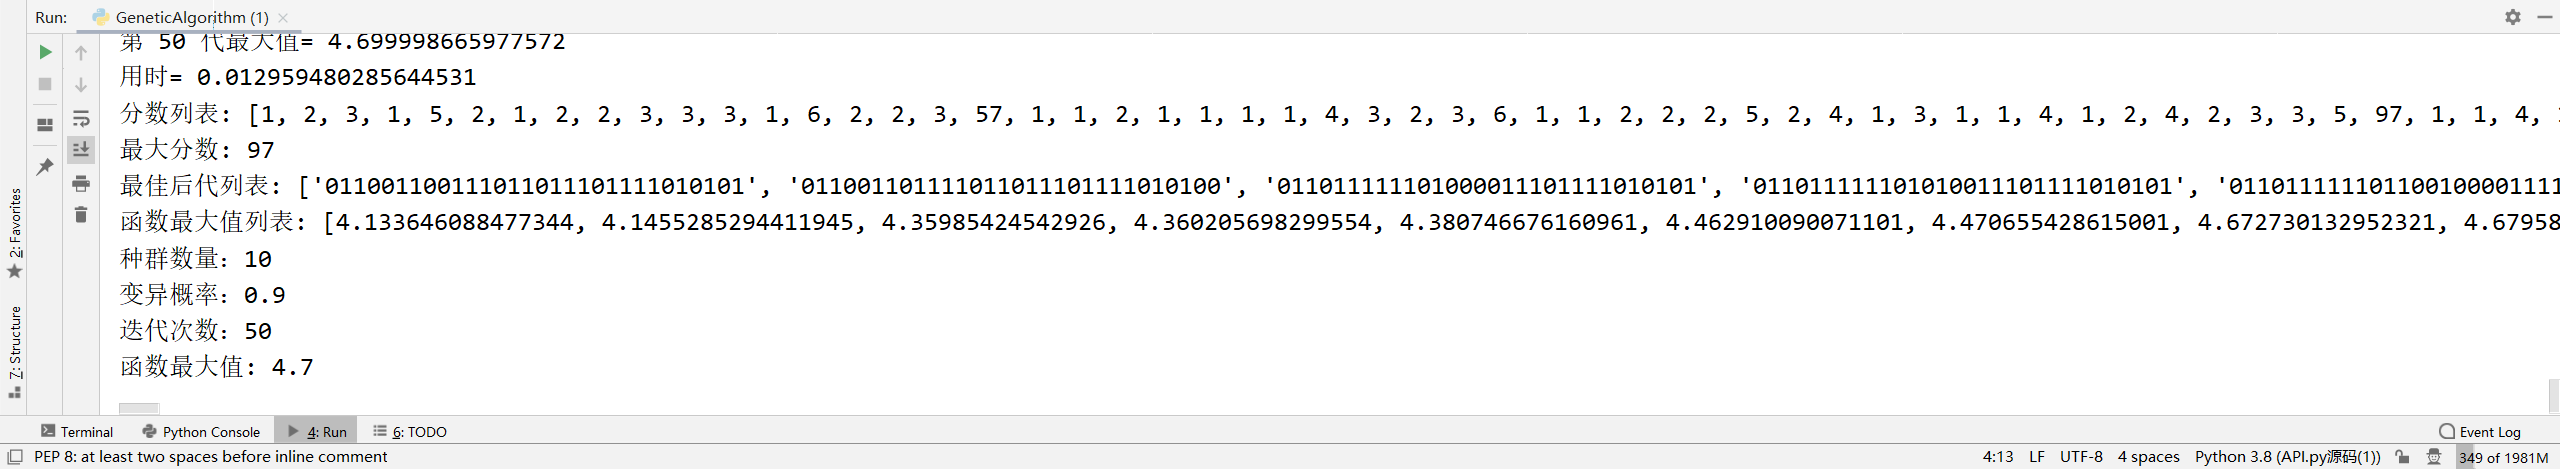 Run: GeneticAlgorithm (1)
第 50 代最大值= 4.699998665977572
用时= 0.012959480285644531
分数列表: [1, 2, 3, 1, 5, 2, 1, 2, 2, 3, 3, 3, 1, 6, 2, 2, 3, 57, 1, 1, 2, 1, 1, 1, 1, 4, 3, 2, 3, 6, 1, 1, 2, 2, 2, 5, 2, 4, 1, 3, 1, 1, 4, 1, 2, 4, 2, 3, 3, 5, 97, 1, 1, 4,
最大分数: 97
最佳后代列表: ['011001100111011011101111010101', '011001101111011011101111010100', '011011111101000011101111010101', '011011111101010011101111010101', '011011111101100100001111
函数最大值列表: [4.133646088477344, 4.1455285294411945, 4.35985424542926, 4.360205698299554, 4.380746676160961, 4.462910090071101, 4.470655428615001, 4.672730132952321, 4.67958
种群数量: 10
变异概率: 0.9
迭代次数: 50
函数最大值: 4.7
2: Favorites
7: Structure
Terminal Python Console 4: Run 6: TODO Event Log
PEP 8: at least two spaces before inline comment 4:13 LF UTF-8 4 spaces Python 3.8 (API.py源码(1)) 349 of 1981M